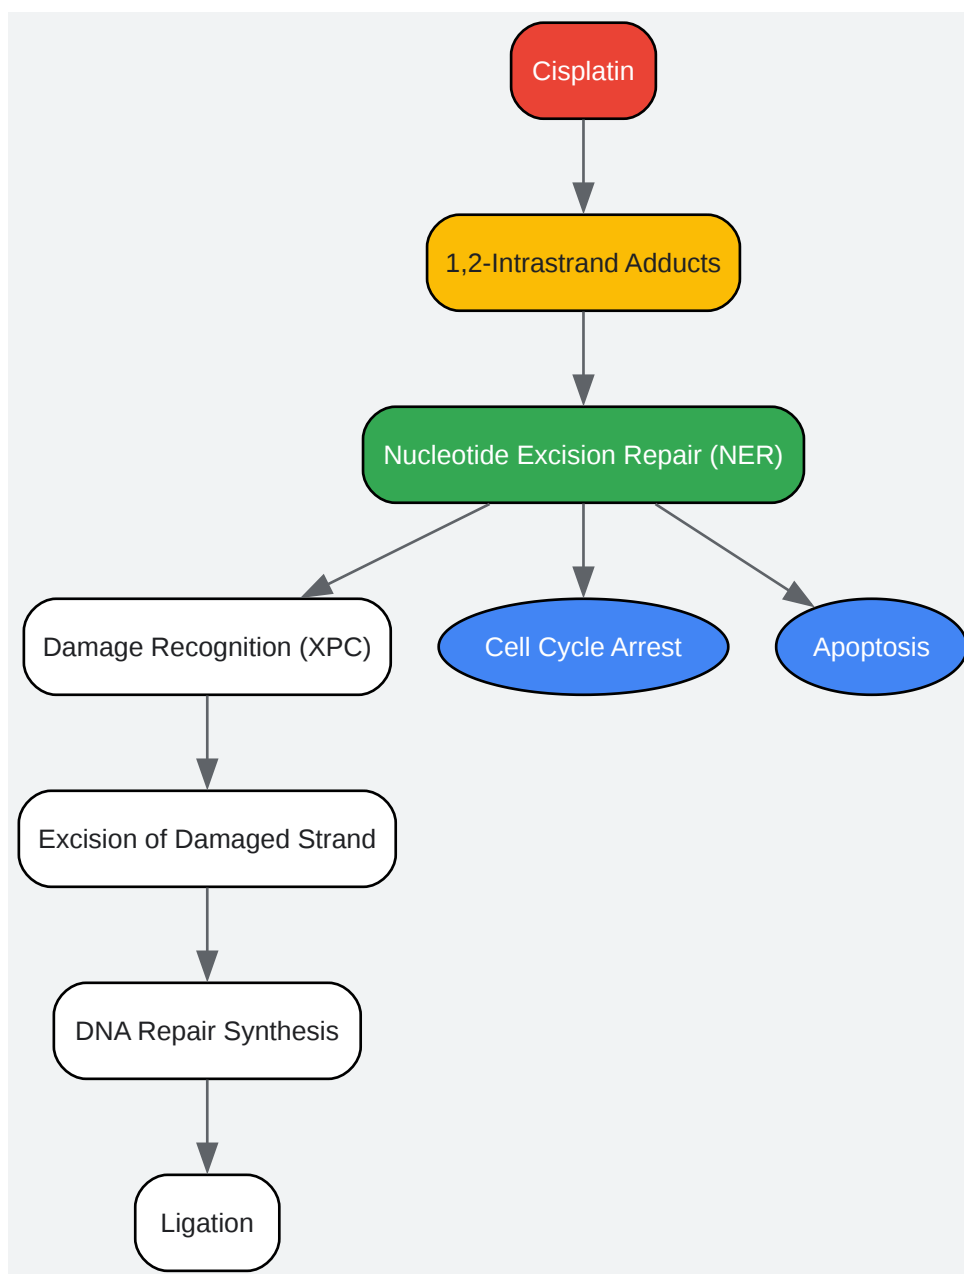 Cisplatin
1,2-Intrastrand Adducts
Nucleotide Excision Repair (NER)
Damage Recognition (XPC)
Cell Cycle Arrest
Apoptosis
Excision of Damaged Strand
DNA Repair Synthesis
Ligation